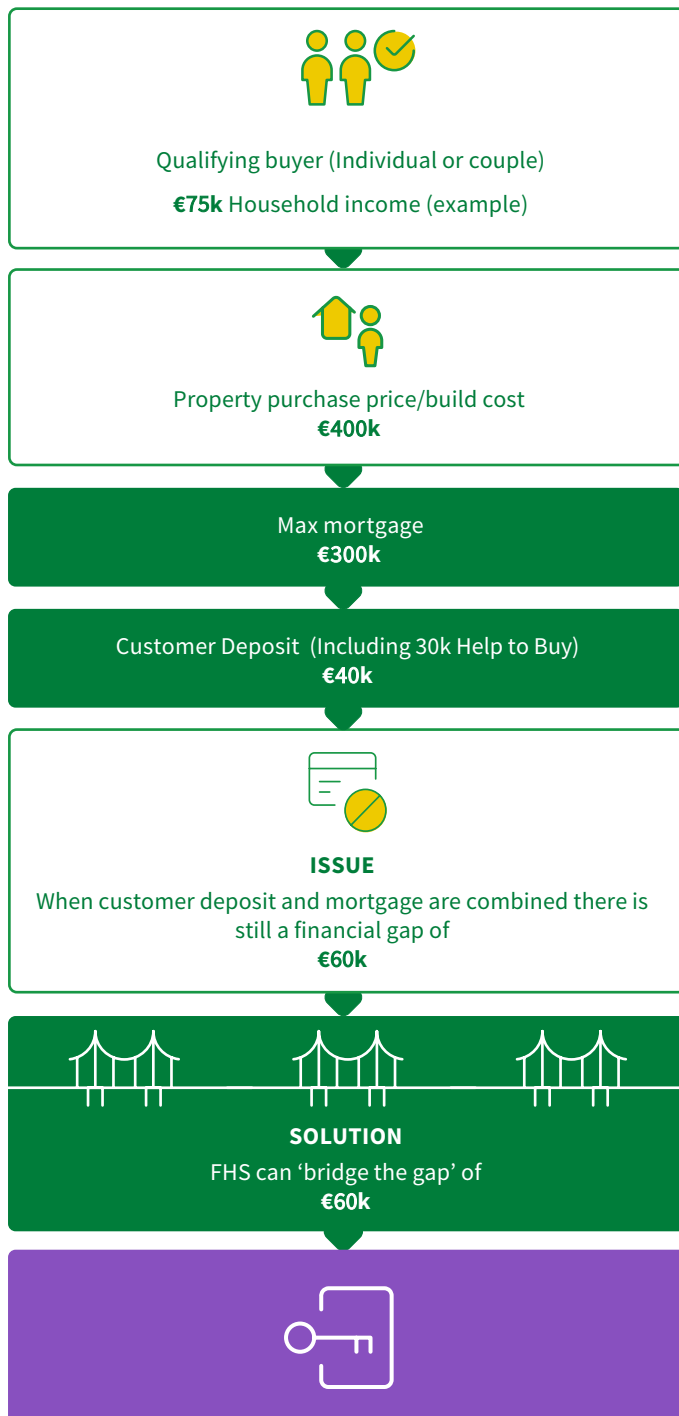 Qualifying buyer (Individual or couple)
€75k Household income (example)
Property purchase price/build cost
€400k
Max mortgage
€300k
Customer Deposit (Including 30k Help to Buy)
€40k
ISSUE
When customer deposit and mortgage are combined there is
still a financial gap of
€60k
SOLUTION
FHS can ‘bridge the gap’ of
€60k